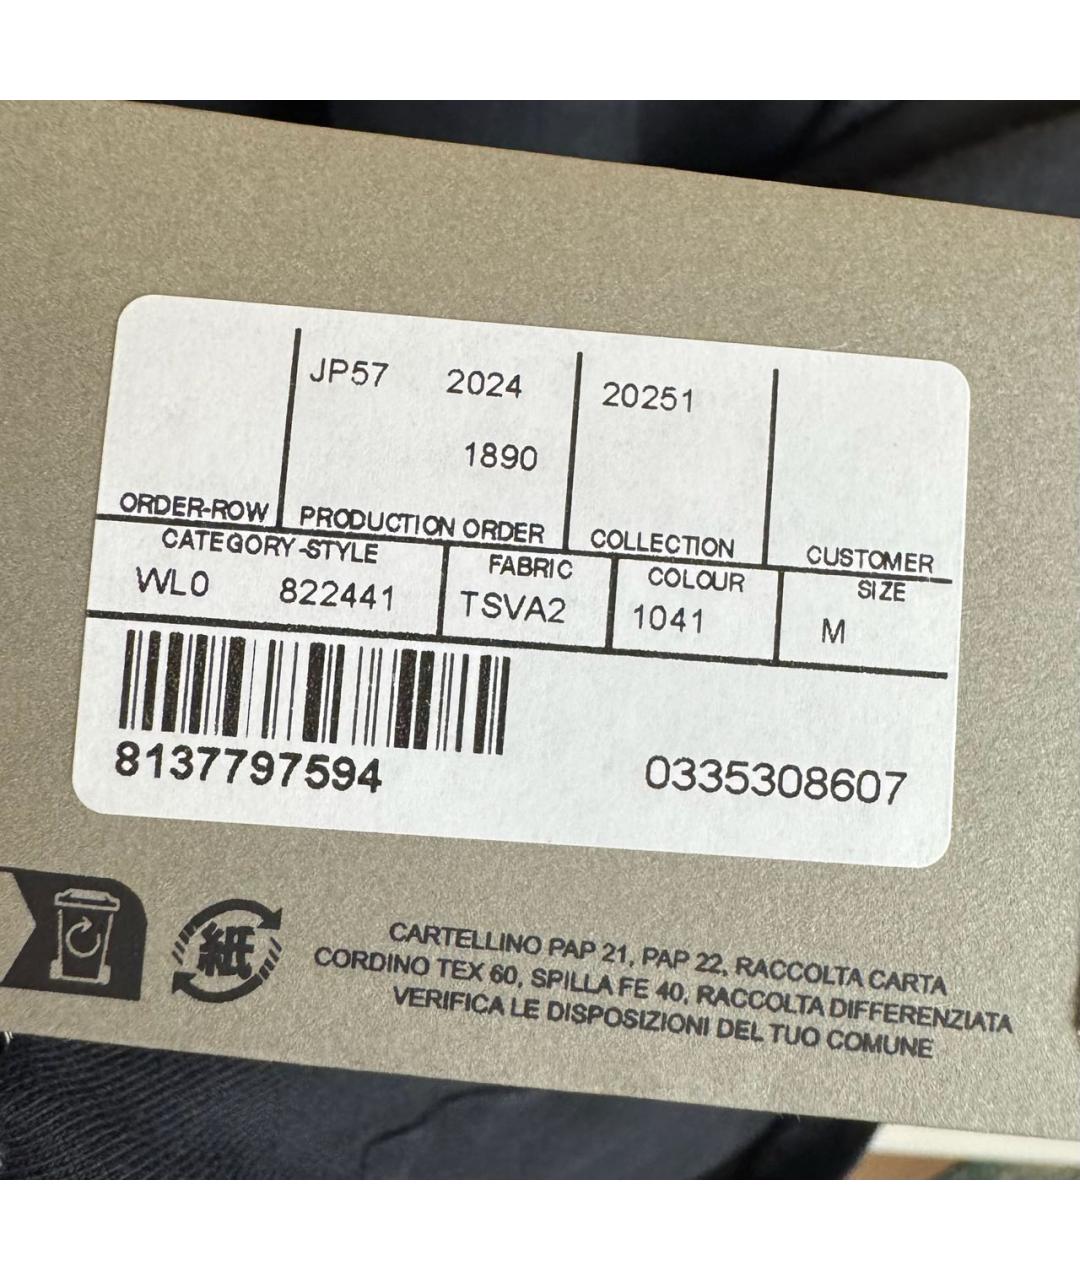 JP57 2024 20251
1890
ORDER-ROW PRODUCTION ORDER COLLECTION CUSTOMER
CATEGORY-STYLE FABRIC COLOUR SIZE
WL0 822441 TSVA2 1041 M
8137797594 0335308607
紙
CARTELLINO PAP 21, PAP 22, RACCOLTA CARTA
CORDINO TEX 60, SPILLA FE 40, RACCOLTA DIFFERENZIATA
VERIFICA LE DISPOSIZIONI DEL TUO COMUNE